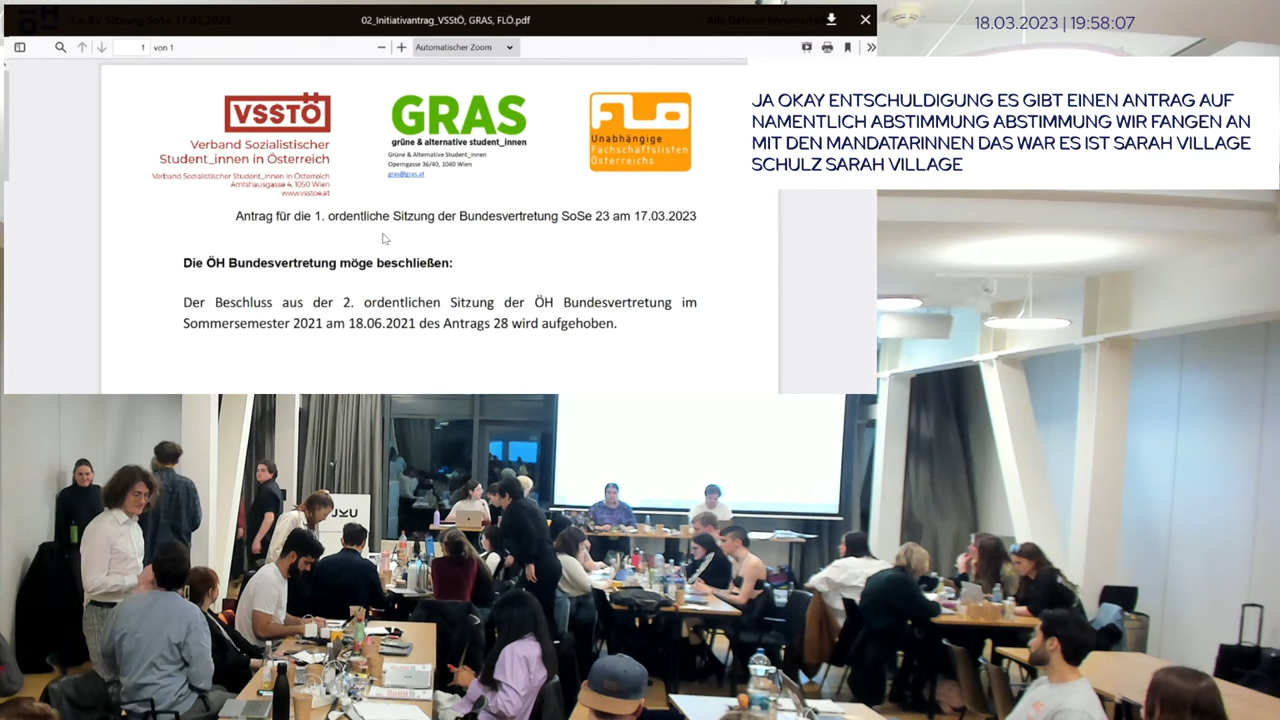 1.o.BV Sitzung SoSe 17.03.2023
02_Initiativantrag_VSStÖ, GRAS, FLÖ.pdf
18.03.2023 | 19:58:07
1 von 1
Automatischer Zoom
JA OKAY ENTSCHULDIGUNG ES GIBT EINEN ANTRAG AUF
NAMENTLICH ABSTIMMUNG ABSTIMMUNG WIR FANGEN AN
MIT DEN MANDATARINNEN DAS WAR ES IST SARAH VILLAGE
SCHULZ SARAH VILLAGE
VSSTÖ
Verband Sozialistischer
Student_innen in Österreich
Verband Sozialistischer Student_innen in Österreich
Amtshausgasse 4, 1050 Wien
www.vsstoe.at
GRAS
grüne & alternative student_innen
Grüne & Alternative Student_innen
Operngasse 36/40, 1040 Wien
gras@gras.at
FLÖ
Unabhängige
Fachschaftslisten
Österreichs
Antrag für die 1. ordentliche Sitzung der Bundesvertretung SoSe 23 am 17.03.2023
Die ÖH Bundesvertretung möge beschließen:
Der Beschluss aus der 2. ordentlichen Sitzung der ÖH Bundesvertretung im
Sommersemester 2021 am 18.06.2021 des Antrags 28 wird aufgehoben.
JKU